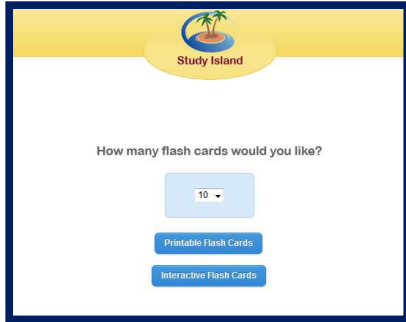 Study Island
How many flash cards would you like?
10
Printable Flash Cards
Interactive Flash Cards